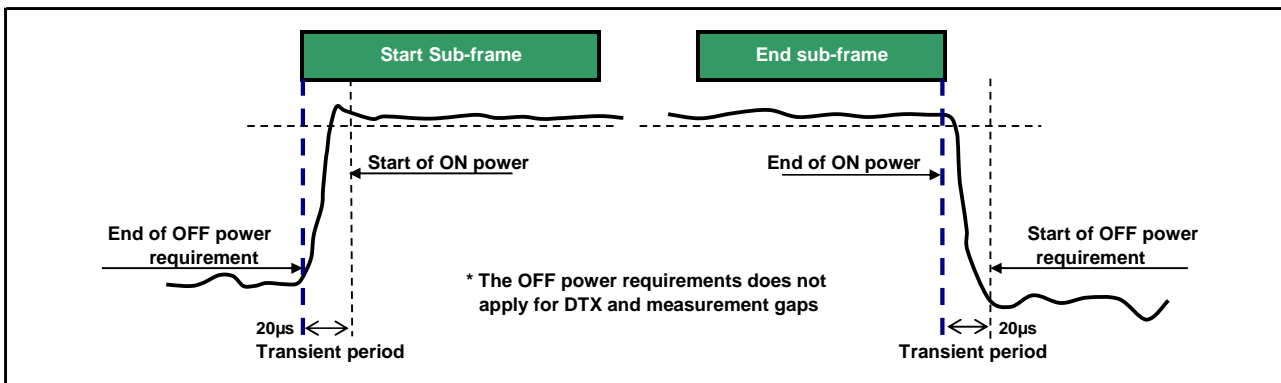 Start Sub-frame
End sub-frame
Start of ON power
End of ON power
End of OFF power
requirement
Start of OFF power
requirement
* The OFF power requirements does not
apply for DTX and measurement gaps
20µs
Transient period
20µs
Transient period